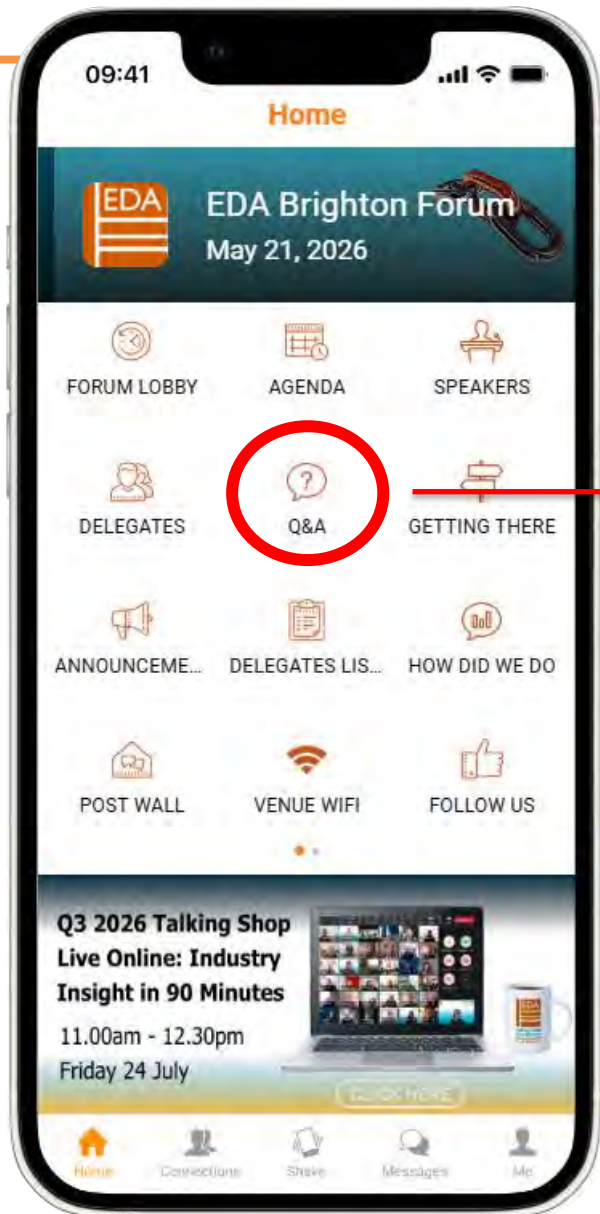 09:41
Home
EDA
EDA Brighton Forum
May 21, 2026
FORUM LOBBY
AGENDA
SPEAKERS
DELEGATES
?
Q&A
GETTING THERE
ANNOUNCEME...
DELEGATES LIS...
HOW DID WE DO
POST WALL
VENUE WIFI
FOLLOW US
Q3 2026 Talking Shop
Live Online: Industry
Insight in 90 Minutes
11.00am - 12.30pm
Friday 24 July
CLICK HERE
Home
Connections
Share
Messages
Me